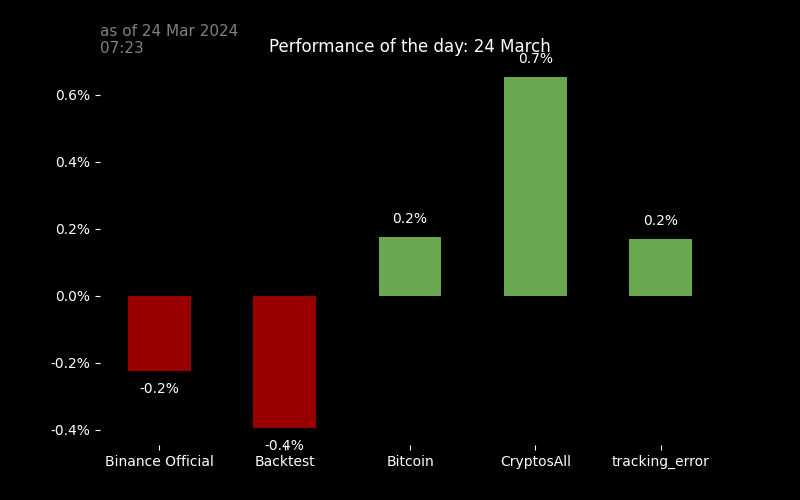 as of 24 Mar 2024
07:23
Performance of the day: 24 March
0.7%
0.6%
0.4%
0.2%
0.2%
0.2%
0.0%
-0.2%
-0.2%
-0.4%
-0.4%
Binance Official
Backtest
Bitcoin
CryptosAll
tracking_error